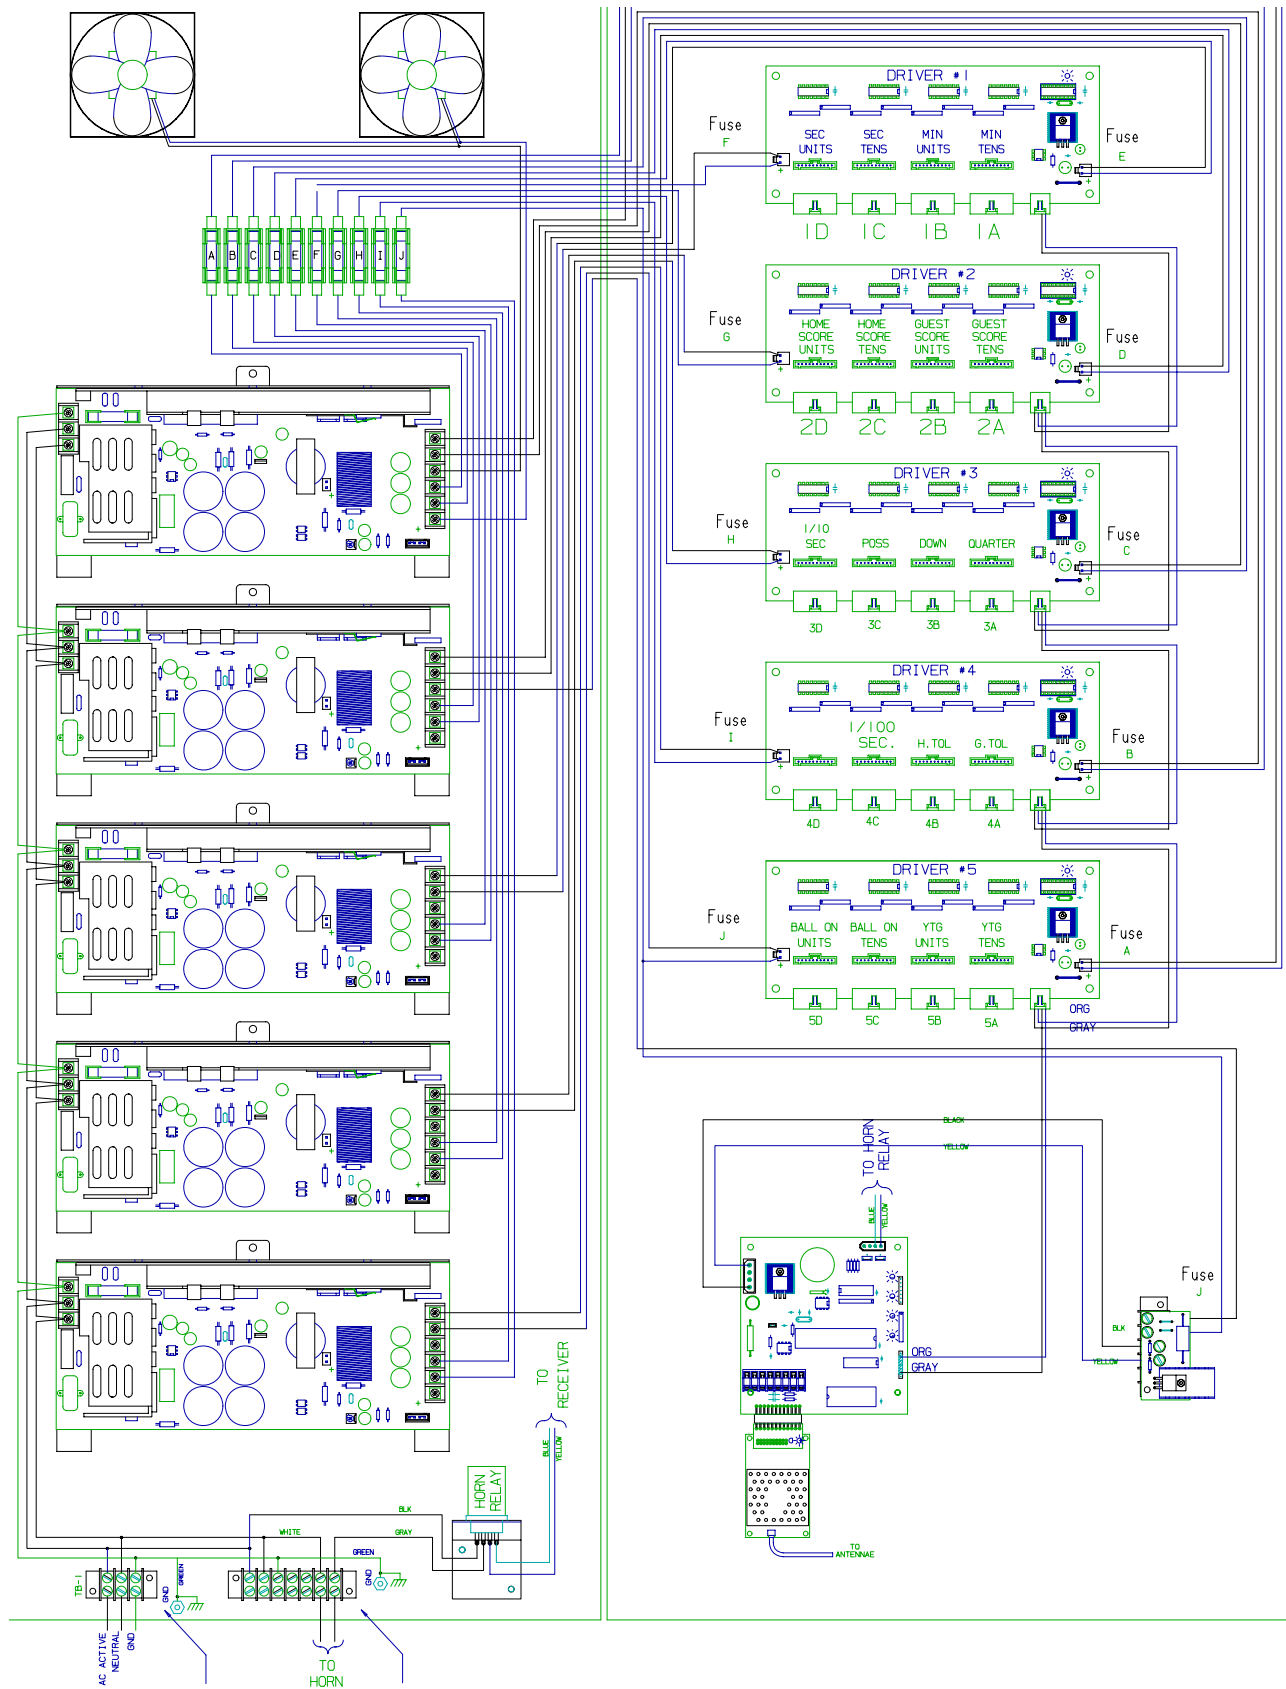 DRIVER #1
Fuse
F
SEC
UNITS
SEC
TENS
MIN
UNITS
MIN
TENS
Fuse
E
1D
1C
1B
1A
A
B
C
D
E
F
G
H
I
J
DRIVER #2
Fuse
G
HOME
SCORE
UNITS
HOME
SCORE
TENS
GUEST
SCORE
UNITS
GUEST
SCORE
TENS
Fuse
D
2D
2C
2B
2A
DRIVER #3
Fuse
H
1/10
SEC
POSS
DOWN
QUARTER
Fuse
C
3D
3C
3B
3A
DRIVER #4
Fuse
I
1/100
SEC.
H.TOL
G.TOL
Fuse
B
4D
4C
4B
4A
DRIVER #5
Fuse
J
BALL ON
UNITS
BALL ON
TENS
YTG
UNITS
YTG
TENS
Fuse
A
5D
5C
5B
5A
ORG
GRAY
BLACK
YELLOW
TO HORN
RELAY
BLUE
YELLOW
Fuse
J
BLK
YELLOW
ORG
GRAY
TO
ANTENNAE
TO
RECEIVER
BLUE
YELLOW
HORN
RELAY
BLK
WHITE
GRAY
GREEN
GND
TB-1
GREEN
GND
AC ACTIVE
NEUTRAL
GND
TO
HORN